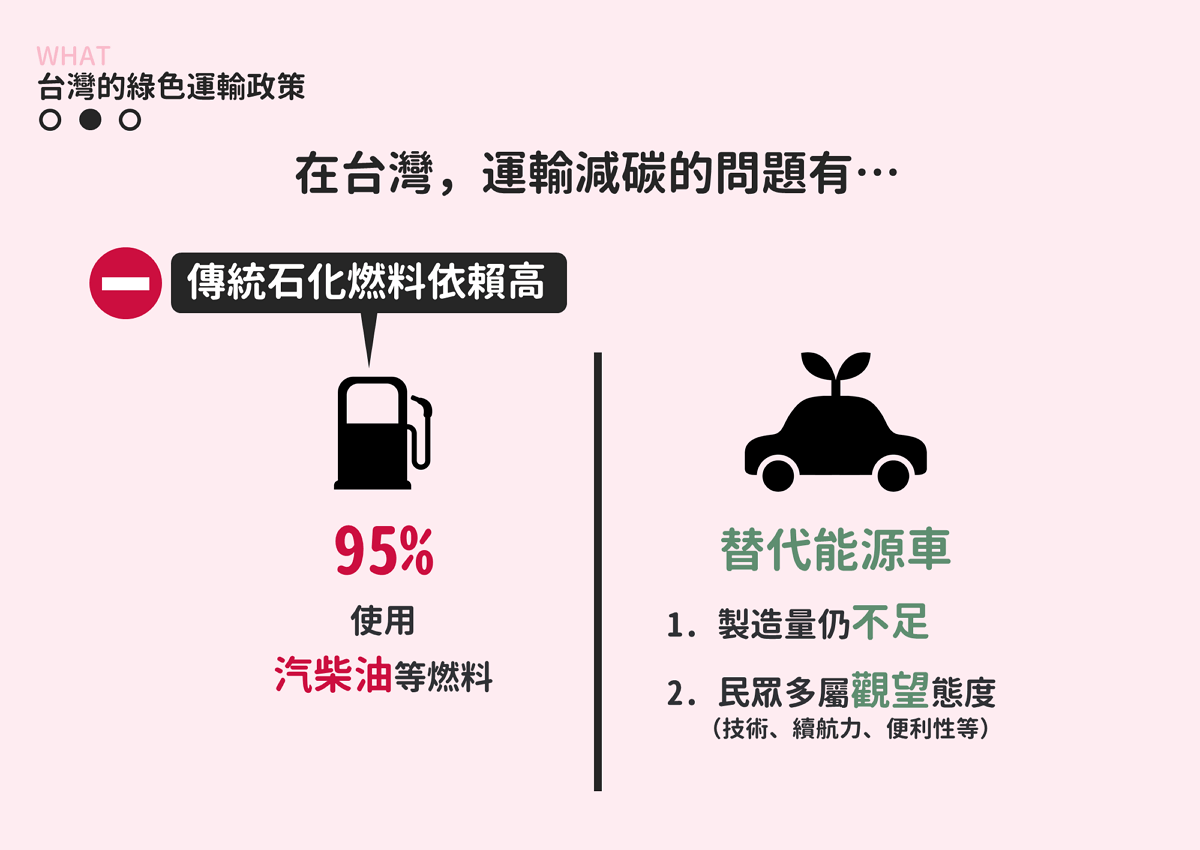 WHAT
台灣的綠色運輸政策
在台灣，運輸減碳的問題有…
傳統石化燃料依賴高
95%
使用
汽柴油等燃料
替代能源車
1. 製造量仍不足
2. 民眾多屬觀望態度
（技術、續航力、便利性等）